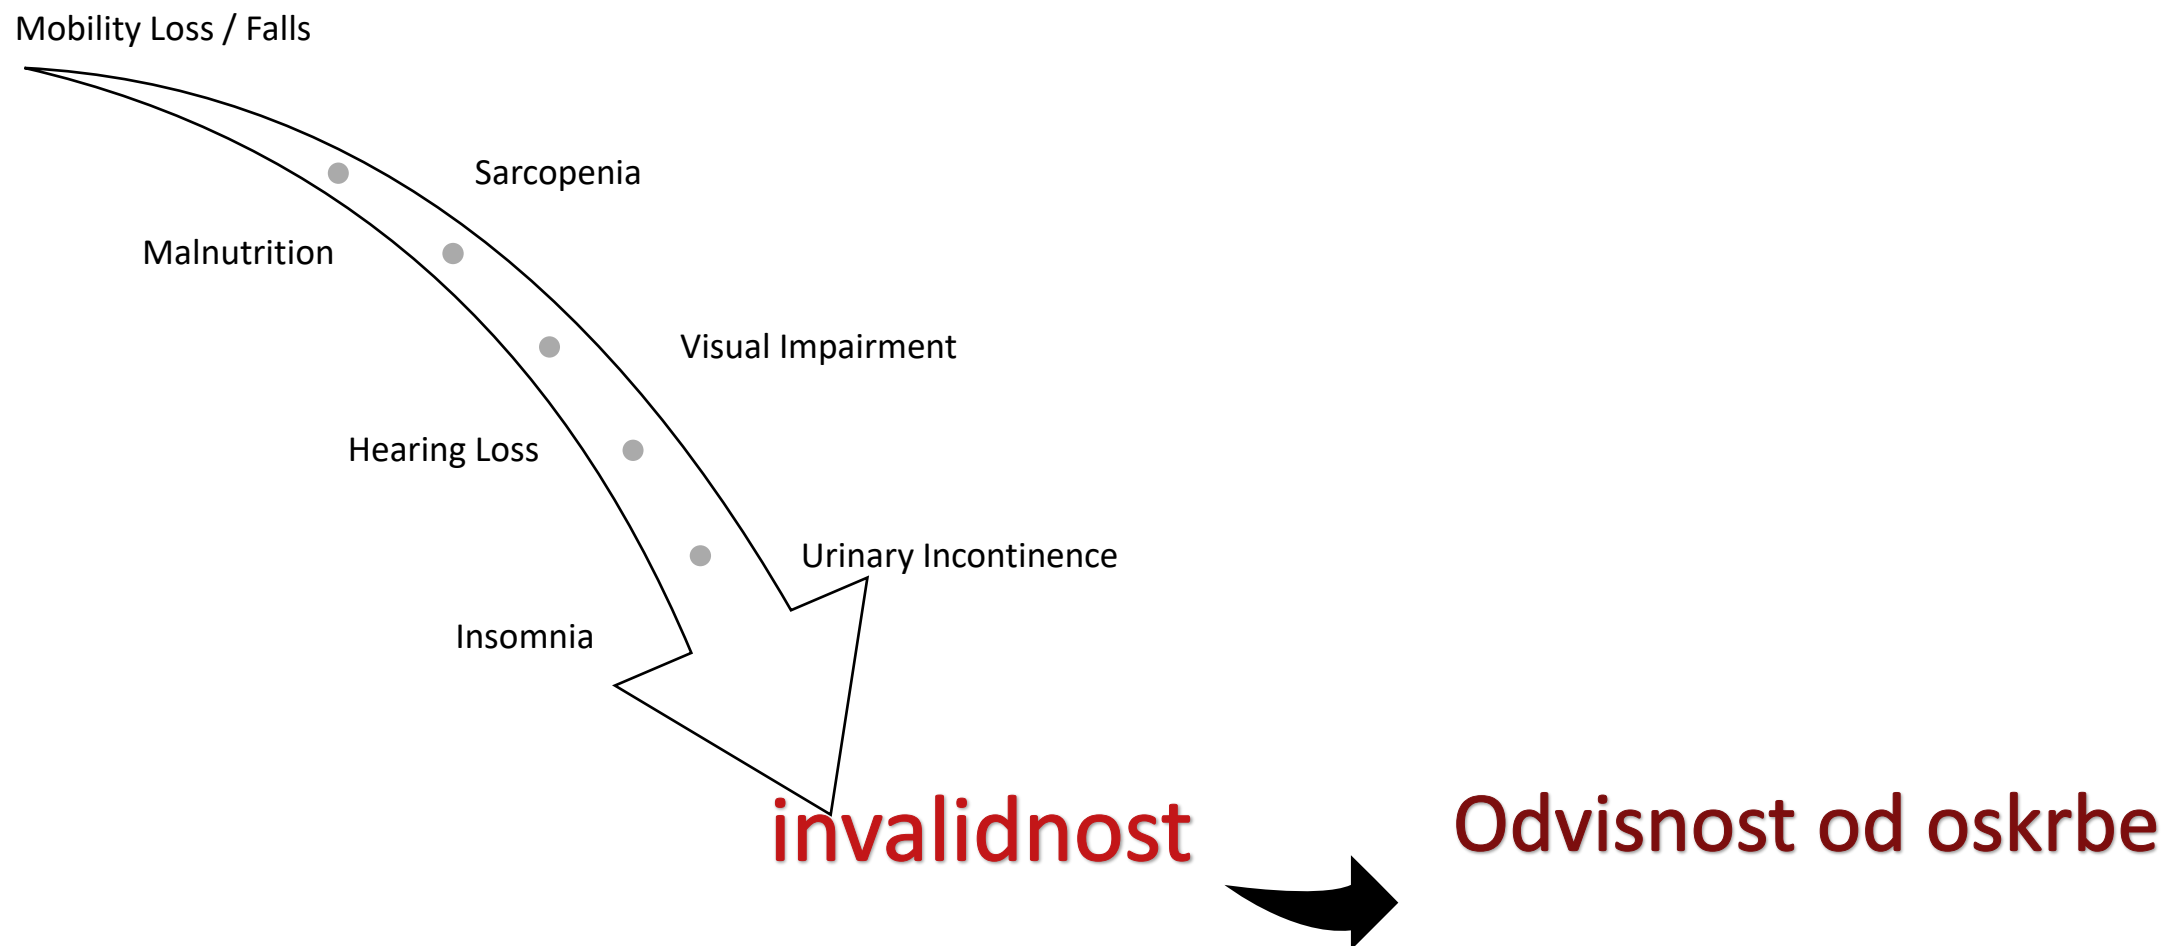 Mobility Loss / Falls
Sarcopenia
Malnutrition
Visual Impairment
Hearing Loss
Urinary Incontinence
Insomnia
invalidnost
Odvisnost od oskrbe